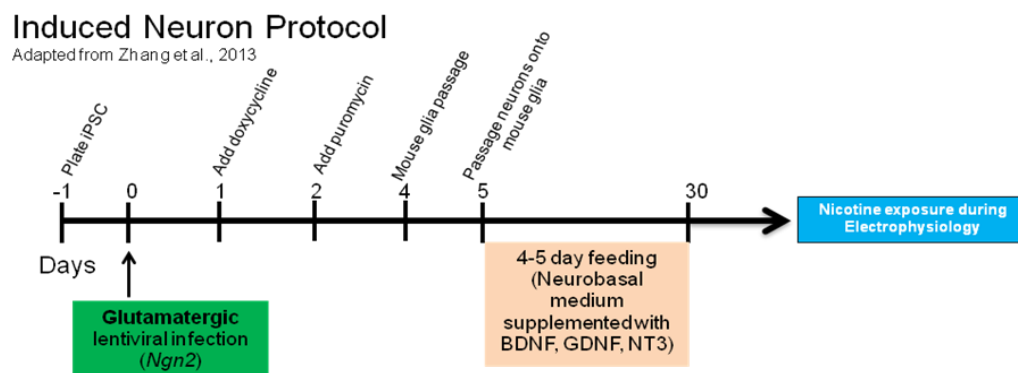 Induced Neuron Protocol
Adapted from Zhang et al., 2013
Plate iPSC
Add doxycycline
Add puromycin
Mouse glia passage
Passage neurons onto
mouse glia
-1 0 1 2 4 5 30
Days
Nicotine exposure during
Electrophysiology
Glutamatergic
lentiviral infection
(Ngn2)
4-5 day feeding
(Neurobasal
medium
supplemented with
BDNF, GDNF, NT3)